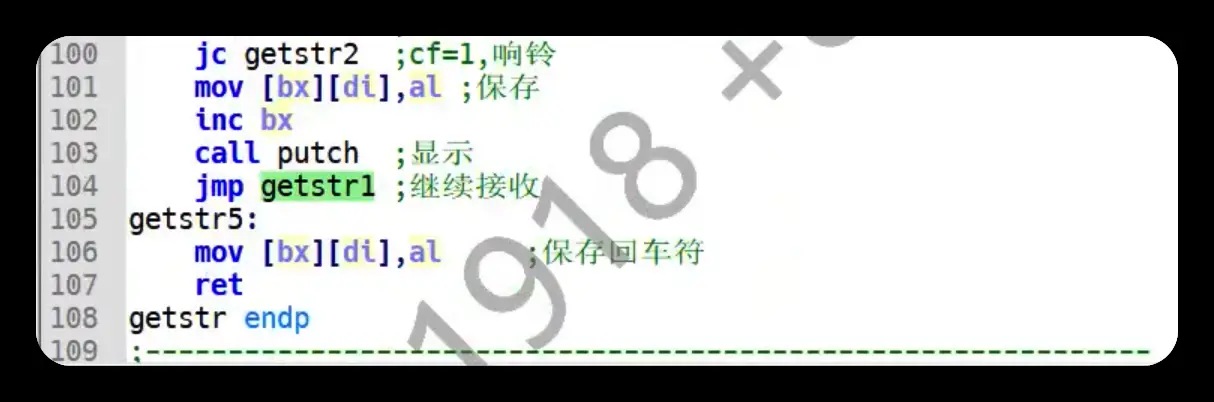 100 jc getstr2 ;cf=1,响铃
101 mov [bx][di],al ;保存
102 inc bx
103 call putch ;显示
104 jmp getstr1 ;继续接收
105 getstr5:
106 mov [bx][di],al ;保存回车符
107 ret
108 getstr endp
109 ;-------------------------------------------------------------
1918 ×